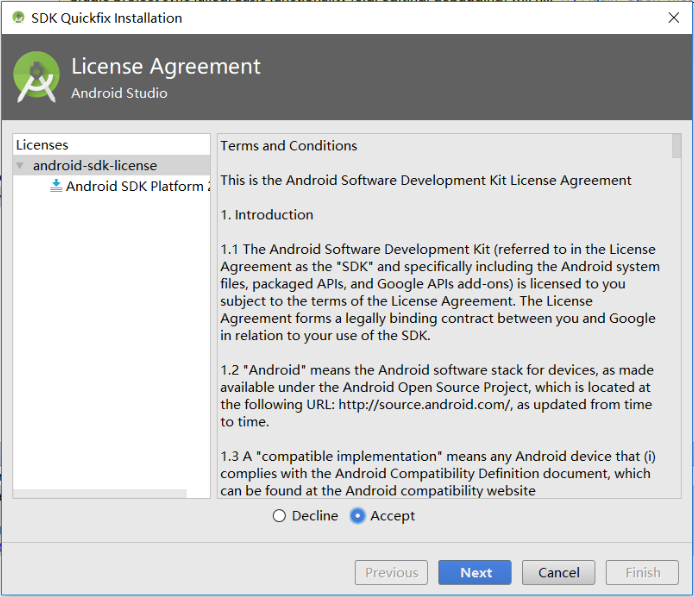 SDK Quickfix Installation
License Agreement
Android Studio
Licenses
android-sdk-license
Android SDK Platform
Terms and Conditions
This is the Android Software Development Kit License Agreement
1. Introduction
1.1 The Android Software Development Kit (referred to in the License
Agreement as the "SDK" and specifically including the Android system
files, packaged APIs, and Google APIs add-ons) is licensed to you
subject to the terms of the License Agreement. The License
Agreement forms a legally binding contract between you and Google
in relation to your use of the SDK.
1.2 "Android" means the Android software stack for devices, as made
available under the Android Open Source Project, which is located at
the following URL: http://source.android.com/, as updated from time
to time.
1.3 A "compatible implementation" means any Android device that (i)
complies with the Android Compatibility Definition document, which
can be found at the Android compatibility website
Decline Accept
Previous Next Cancel Finish